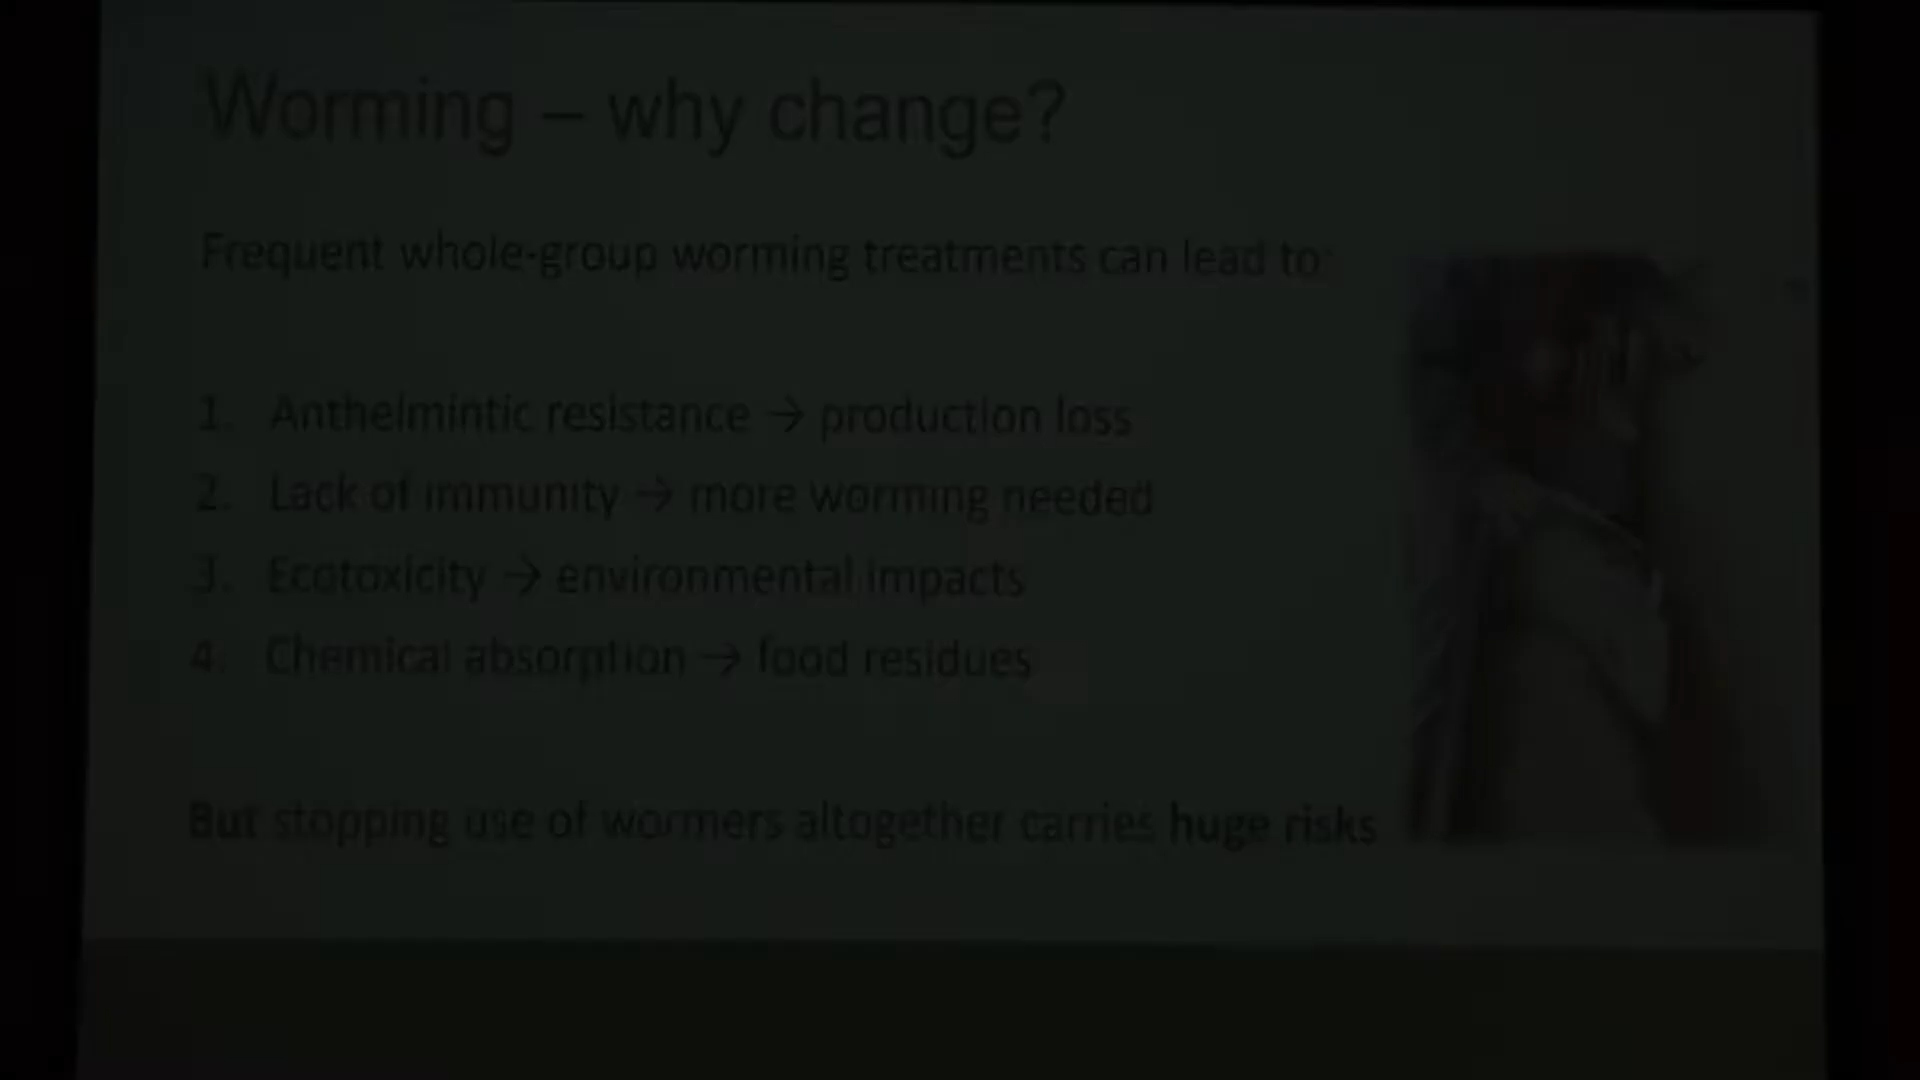 Worming – why change?
Frequent whole-group worming treatments can lead to:
1. Anthelmintic resistance → production loss
2. Lack of immunity → more worming needed
3. Ecotoxicity → environmental impacts
4. Chemical absorption → food residues
But stopping use of wormers altogether carries huge risks